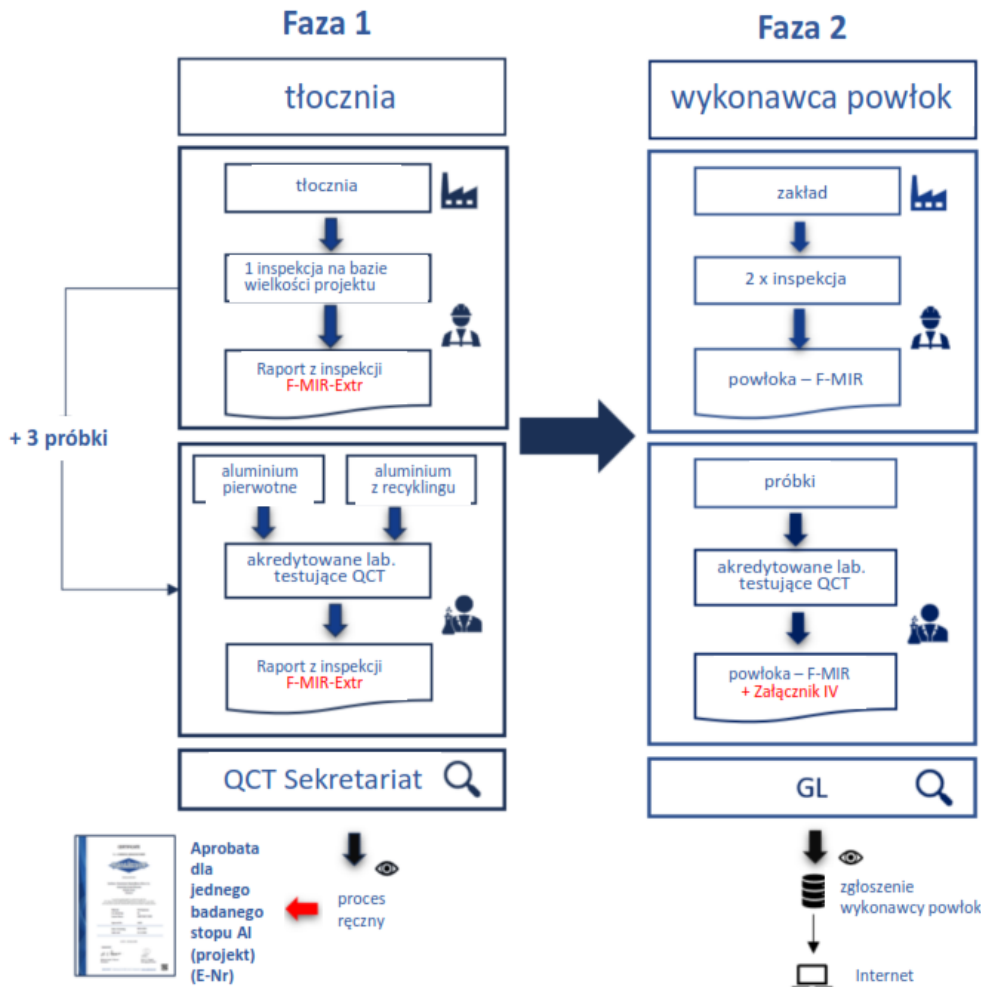 Faza 1
tłocznia
tłocznia
1 inspekcja na bazie
wielkości projektu
Raport z inspekcji
F-MIR-Extr
+ 3 próbki
aluminium
pierwotne
aluminium
z recyklingu
akredytowane lab.
testujące QCT
Raport z inspekcji
F-MIR-Extr
QCT Sekretariat
Aprobata
dla
jednego
badanego
stopu Al
(projekt)
(E-Nr)
proces
ręczny
Faza 2
wykonawca powłok
zakład
2 x inspekcja
powłoka – F-MIR
próbki
akredytowane lab.
testujące QCT
powłoka – F-MIR
+ Załącznik IV
GL
zgłoszenie
wykonawcy powłok
Internet